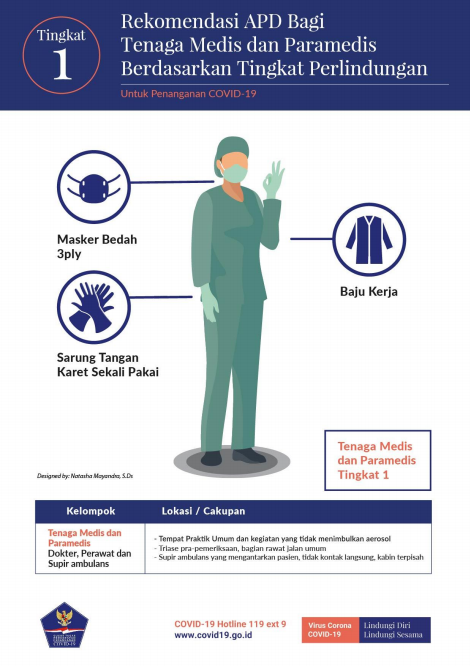 Tingkat
1
Rekomendasi APD Bagi
Tenaga Medis dan Paramedis
Berdasarkan Tingkat Perlindungan
Untuk Penanganan COVID-19
Masker Bedah
3ply
Baju Kerja
Sarung Tangan
Karet Sekali Pakai
Tenaga Medis
dan Paramedis
Tingkat 1
Designed by: Natasha Moyandra, S.Ds
Kelompok
Lokasi / Cakupan
Tenaga Medis dan
Paramedis
Dokter, Perawat dan
Supir ambulans
- Tempat Praktik Umum dan kegiatan yang tidak menimbulkan aerosol
- Triase pra-pemeriksaan, bagian rawat jalan umum
- Supir ambulans yang mengantarkan pasien, tidak kontak langsung, kabin terpisah
COVID-19 Hotline 119 ext 9
www.covid19.go.id
Virus Corona
COVID-19
Lindungi Diri
Lindungi Sesama